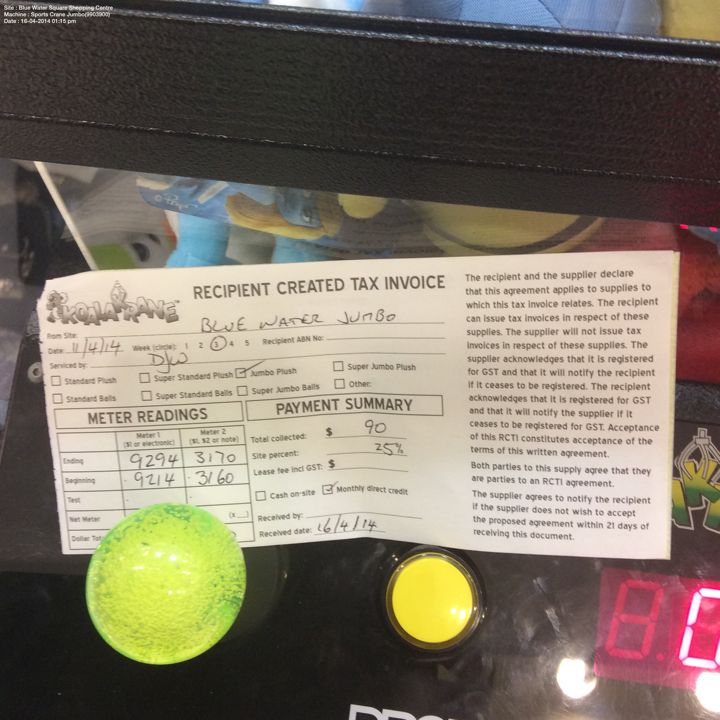 Site : Blue Water Square Shopping Centre
Machine : Sports Crane Jumbo(9903900)
Date : 16-04-2014 01:15 pm
KOALA KRANE™
RECIPIENT CREATED TAX INVOICE
From Site: BLUE WATER JUMBO
Date: 11/4/14 Week (circle): 1 2 3 4 5 Recipient ABN No:
Serviced by: DJW
Standard Plush Super Standard Plush Jumbo Plush Super Jumbo Plush
Standard Balls Super Standard Balls Super Jumbo Balls Other:
METER READINGS
Meter 1 Meter 2
($1 or electronic) ($1, $2 or note)
Ending 9294 3170
Beginning 9214 3160
Test
Net Meter (x
Dollar Tot
PAYMENT SUMMARY
Total collected: $ 90
Site percent: 25%
Lease fee incl GST: $
Cash on-site Monthly direct credit
Received by:
Received date: 16/4/14
The recipient and the supplier declare
that this agreement applies to supplies to
which this tax invoice relates. The recipient
can issue tax invoices in respect of these
supplies. The supplier will not issue tax
invoices in respect of these supplies. The
supplier acknowledges that it is registered
for GST and that it will notify the recipient
if it ceases to be registered. The recipient
acknowledges that it is registered for GST
and that it will notify the supplier if it
ceases to be registered for GST. Acceptance
of this RCTI constitutes acceptance of the
terms of this written agreement.
Both parties to this supply agree that they
are parties to an RCTI agreement.
The supplier agrees to notify the recipient
if the supplier does not wish to accept
the proposed agreement within 21 days of
receiving this document.